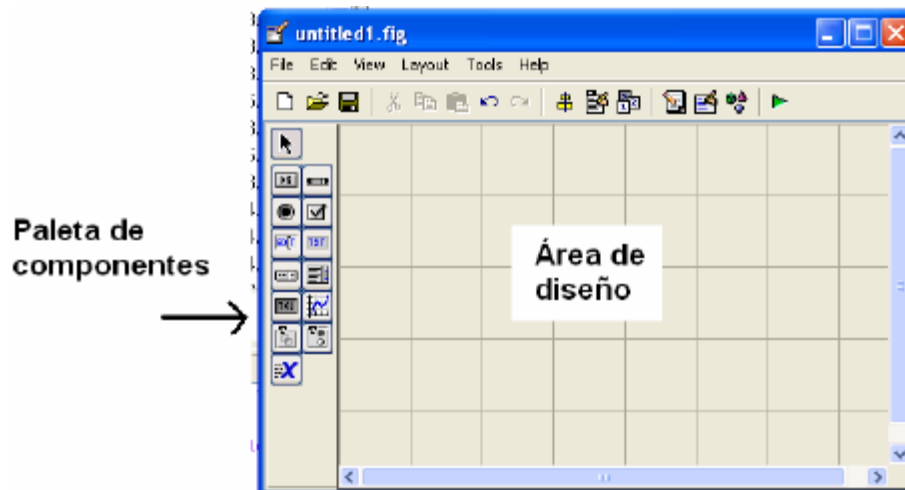 untitled1.fig
File Edit View Layout Tools Help
Paleta de
componentes
Área de
diseño